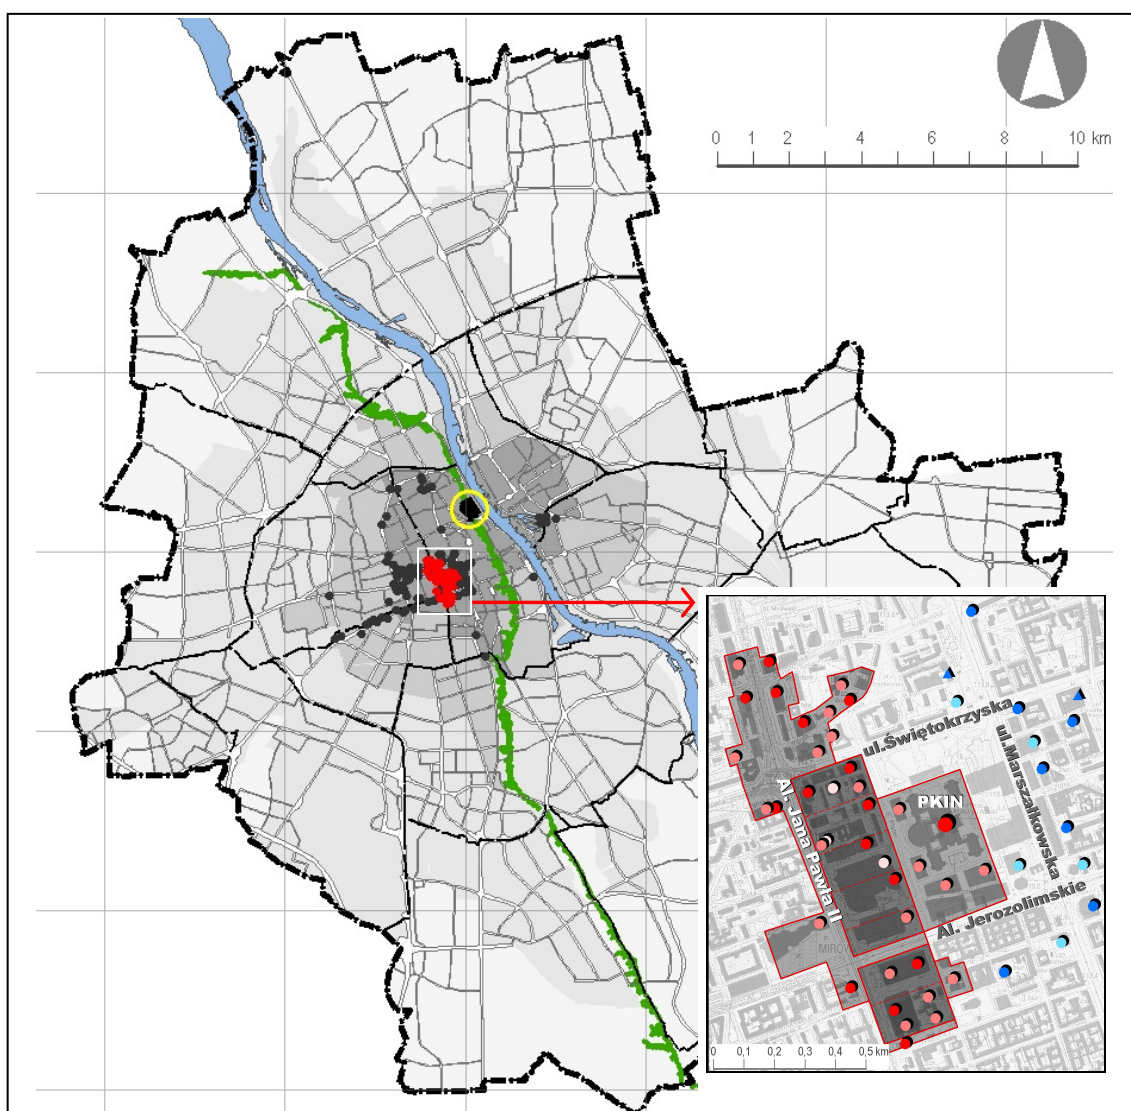 0 1 2 4 6 8 10 km
ul.Świętokrzyska
ul.Marszałkowska
PKIN
Al. Jana Pawła II
Al. Jerozolimskie
MIRÓW
0 0,1 0,2 0,3 0,4 0,5 km